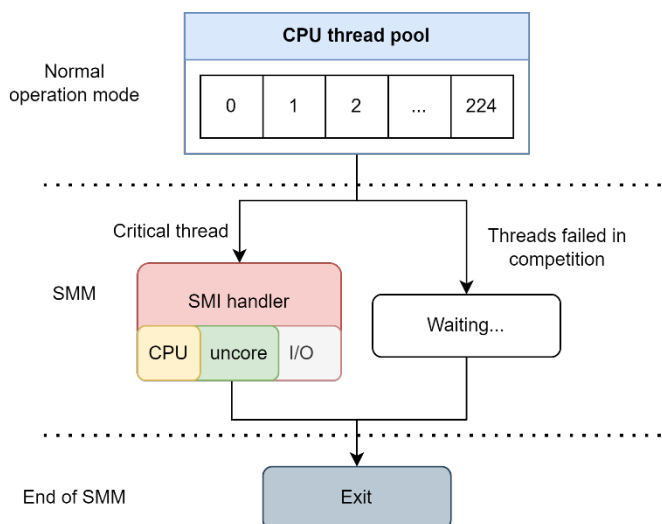 CPU thread pool
Normal
operation mode
0 1 2 ... 224
Critical thread
Threads failed in
competition
SMM
SMI handler
CPU uncore I/O
Waiting...
End of SMM
Exit